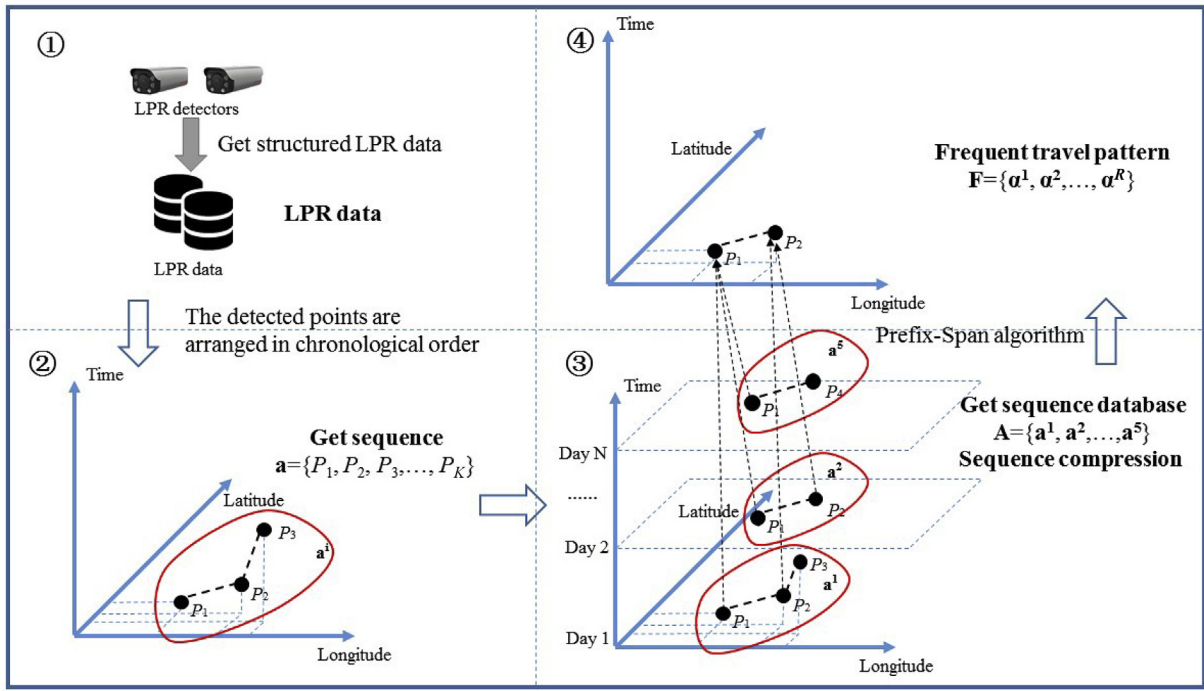 ①
LPR detectors
Get structured LPR data
LPR data
LPR data
The detected points are
arranged in chronological order
②
Time
Get sequence
a={P1, P2, P3,…, PK}
Latitude
P3
ai
P2
P1
Longitude
③
Time
a5
P4
P1
Day N
......
a2
Latitude
P1
P2
Day 2
P3
a1
P2
P1
Day 1
Longitude
Get sequence database
A={a1, a2,…,a5}
Sequence compression
Prefix-Span algorithm
④
Time
Latitude
Frequent travel pattern
F={α1, α2,…, αR}
P2
P1
Longitude